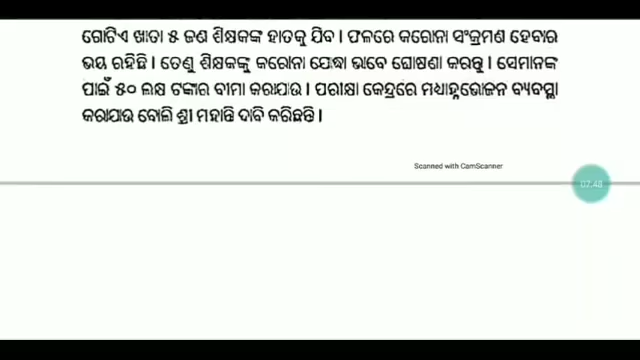 ଗୋଟିଏ ଖାତା ୫ ଜଣ ଶିକ୍ଷକଙ୍କ ହାତକୁ ଯିବ । ଫଳରେ କରୋନା ସଂକ୍ରମଣ ହେବାର
ଭୟ ରହିଛି । ତେଣୁ ଶିକ୍ଷକଙ୍କୁ କରୋନା ଯୋଦ୍ଧା ଭାବେ ଘୋଷଣା କରନ୍ତୁ । ସେମାନଙ୍କ
ପାଇଁ ୫୦ ଲକ୍ଷ ଟଙ୍କାର ବୀମା କରାଯାଉ । ପରୀକ୍ଷା କେନ୍ଦ୍ରରେ ମଧ୍ୟାହ୍ନଭୋଜନ ବ୍ୟବସ୍ଥା
କରାଯାଉ ବୋଲି ଶ୍ରୀ ମହାନ୍ତି ଦାବି କରିଛନ୍ତି ।
Scanned with CamScanner
02:48